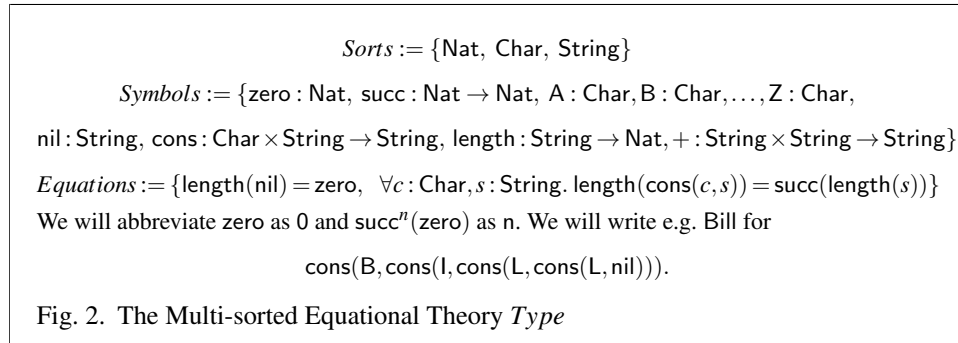 Sorts := {Nat, Char, String}
Symbols := {zero : Nat, succ : Nat → Nat, A : Char, B : Char, ..., Z : Char,
nil : String, cons : Char × String → String, length : String → Nat, + : String × String → String}
Equations := {length(nil) = zero, ∀c : Char, s : String. length(cons(c, s)) = succ(length(s))}
We will abbreviate zero as 0 and succⁿ(zero) as n. We will write e.g. Bill for
cons(B, cons(I, cons(L, cons(L, nil)))).
Fig. 2. The Multi-sorted Equational Theory Type